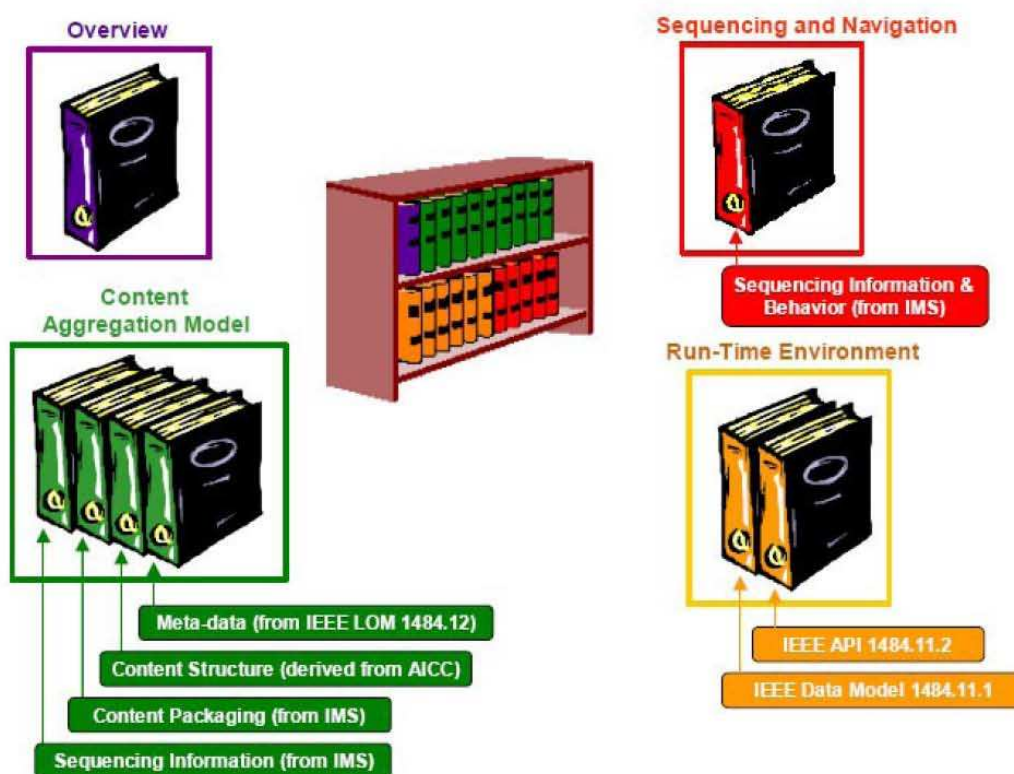 Overview
Sequencing and Navigation
Sequencing Information &
Behavior (from IMS)
Content
Aggregation Model
Run-Time Environment
Meta-data (from IEEE LOM 1484.12)
Content Structure (derived from AICC)
Content Packaging (from IMS)
Sequencing Information (from IMS)
IEEE API 1484.11.2
IEEE Data Model 1484.11.1